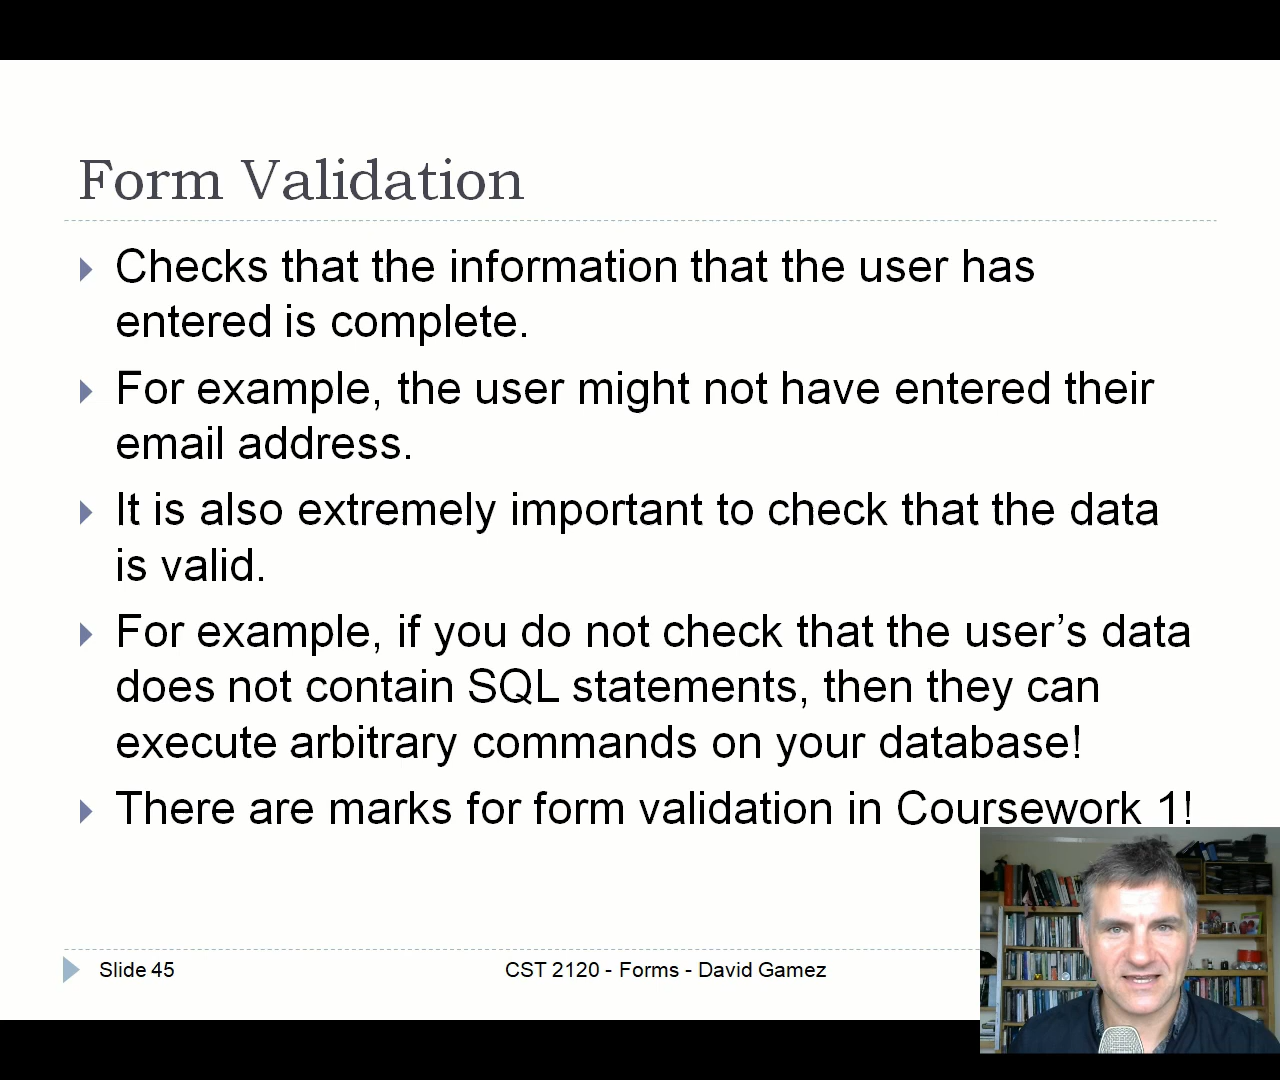 Form Validation
Checks that the information that the user has
entered is complete.
For example, the user might not have entered their
email address.
It is also extremely important to check that the data
is valid.
For example, if you do not check that the user’s data
does not contain SQL statements, then they can
execute arbitrary commands on your database!
There are marks for form validation in Coursework 1!
Slide 45
CST 2120 - Forms - David Gamez